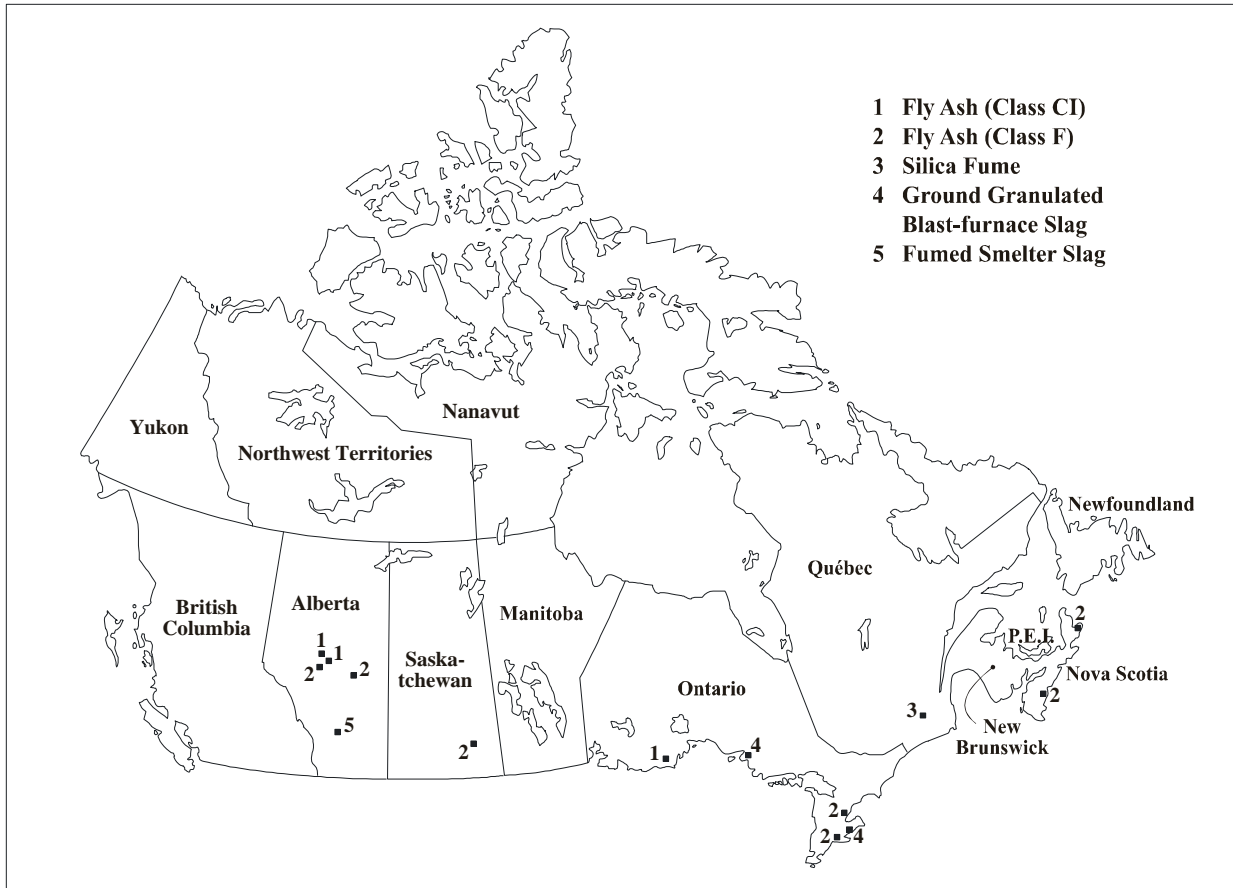 1 Fly Ash (Class CI)
2 Fly Ash (Class F)
3 Silica Fume
4 Ground Granulated
Blast-furnace Slag
5 Fumed Smelter Slag
Yukon
Nanavut
Northwest Territories
Newfoundland
Québec
British
Columbia
Alberta
Manitoba
2
P.E.I.
1
1
2
2
Saska-
tchewan
Ontario
Nova Scotia
2
5
3
New
Brunswick
2
1
4
2
2
4